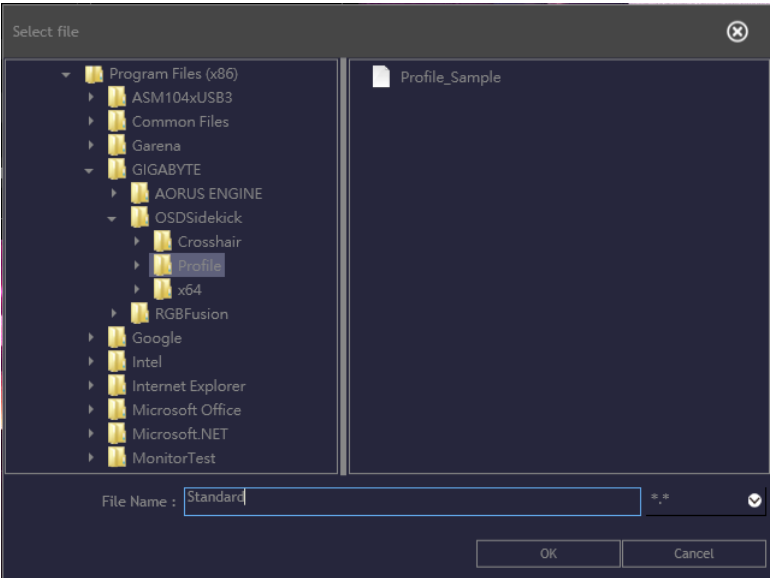 Select file
Program Files (x86)
ASM104xUSB3
Common Files
Garena
GIGABYTE
AORUS ENGINE
OSDSidekick
Crosshair
Profile
x64
RGBFusion
Google
Intel
Internet Explorer
Microsoft Office
Microsoft.NET
MonitorTest
Profile_Sample
File Name : Standard *.*
OK Cancel